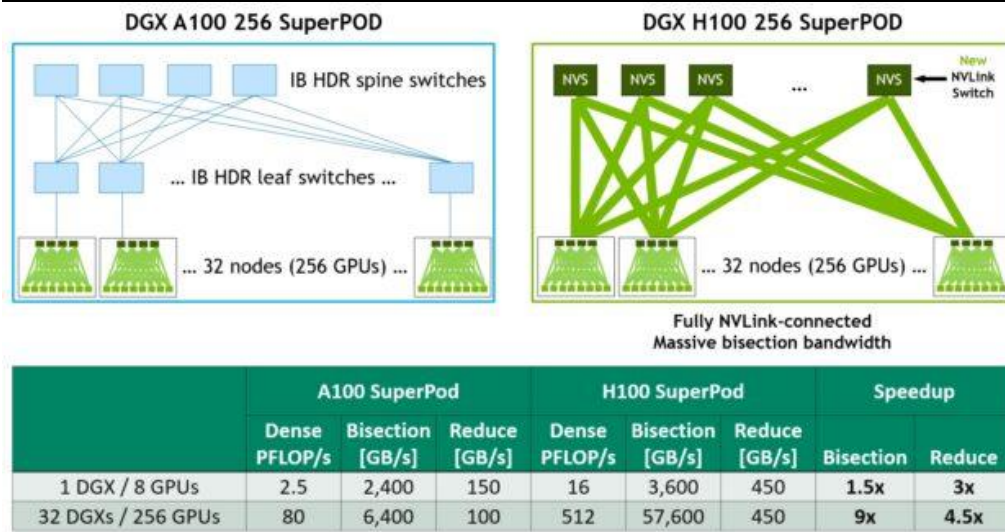 DGX A100 256 SuperPOD
IB HDR spine switches
... IB HDR leaf switches ...
... 32 nodes (256 GPUs) ...
DGX H100 256 SuperPOD
NVS NVS NVS ... NVS
New
NVLink
Switch
... 32 nodes (256 GPUs) ...
Fully NVLink-connected
Massive bisection bandwidth
A100 SuperPod H100 SuperPod Speedup
Dense PFLOP/s Bisection [GB/s] Reduce [GB/s] Dense PFLOP/s Bisection [GB/s] Reduce [GB/s] Bisection Reduce
1 DGX / 8 GPUs 2.5 2,400 150 16 3,600 450 1.5x 3x
32 DGXs / 256 GPUs 80 6,400 100 512 57,600 450 9x 4.5x